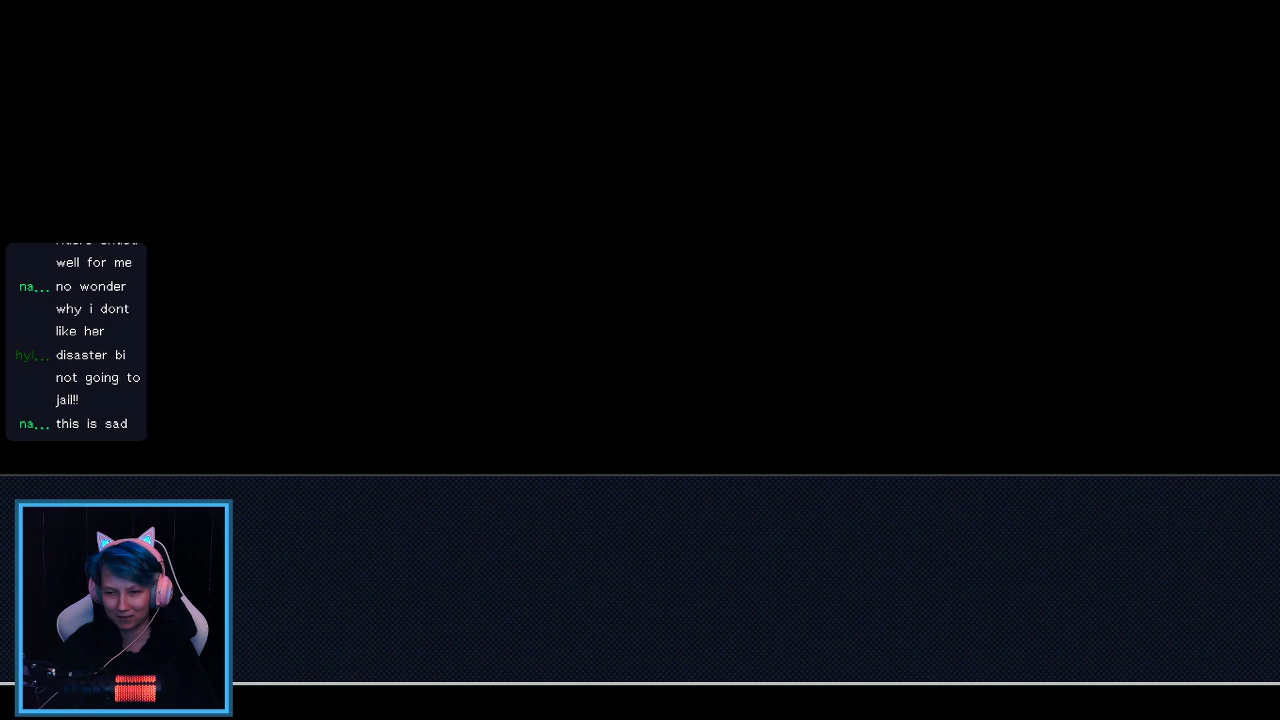 well for me
na... no wonder
why i dont
like her
hyl... disaster bi
not going to
jail!!
na... this is sad